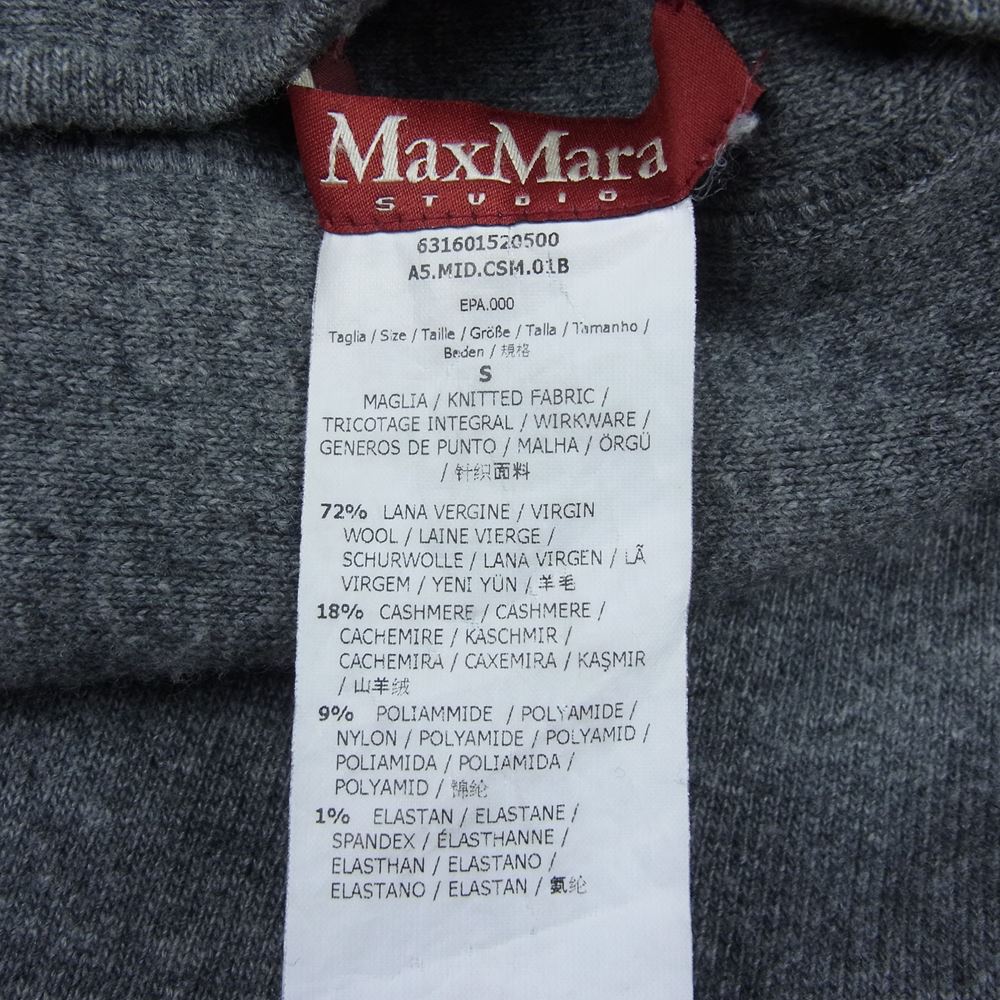 MaxMara
STUDIO
631601520500
A5.MID.CSM.01B
EPA.000
Taglia / Size / Taille / Größe / Talla / Tamanho /
Beden / 規格
S
MAGLIA / KNITTED FABRIC /
TRICOTAGE INTEGRAL / WIRKWARE /
GENEROS DE PUNTO / MALHA / ÖRGÜ
/ 针织面料
72% LANA VERGINE / VIRGIN
WOOL / LAINE VIERGE /
SCHURWOLLE / LANA VIRGEN / LÃ
VIRGEM / YENI YÜN / 羊毛
18% CASHMERE / CASHMERE /
CACHEMIRE / KASCHMIR /
CACHEMIRA / CAXEMIRA / KAŞMIR
/ 山羊绒
9% POLIAMMIDE / POLYAMIDE /
NYLON / POLYAMIDE / POLYAMID /
POLIAMIDA / POLIAMIDA /
POLYAMID / 锦纶
1% ELASTAN / ELASTANE /
SPANDEX / ÉLASTHANNE /
ELASTHAN / ELASTANO /
ELASTANO / ELASTAN / 氨纶